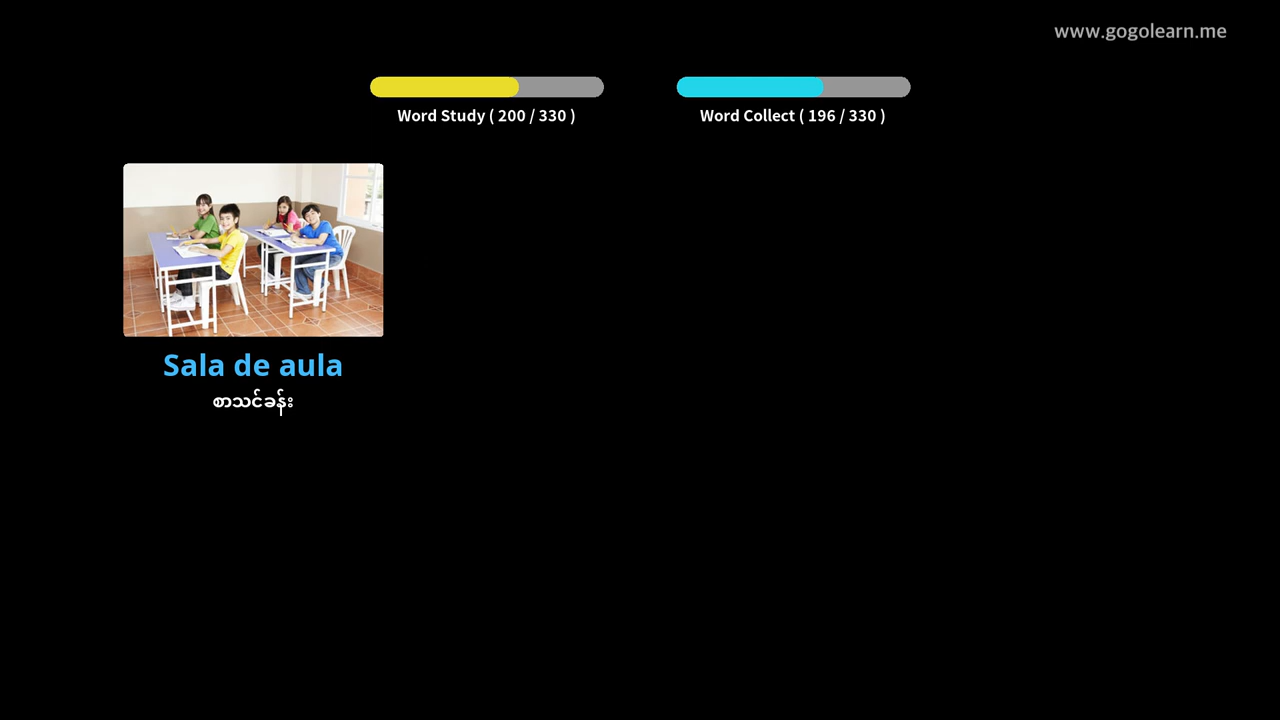 www.gogolearn.me
Word Study ( 200 / 330 )
Word Collect ( 196 / 330 )
Sala de aula
စာသင်ခန်း